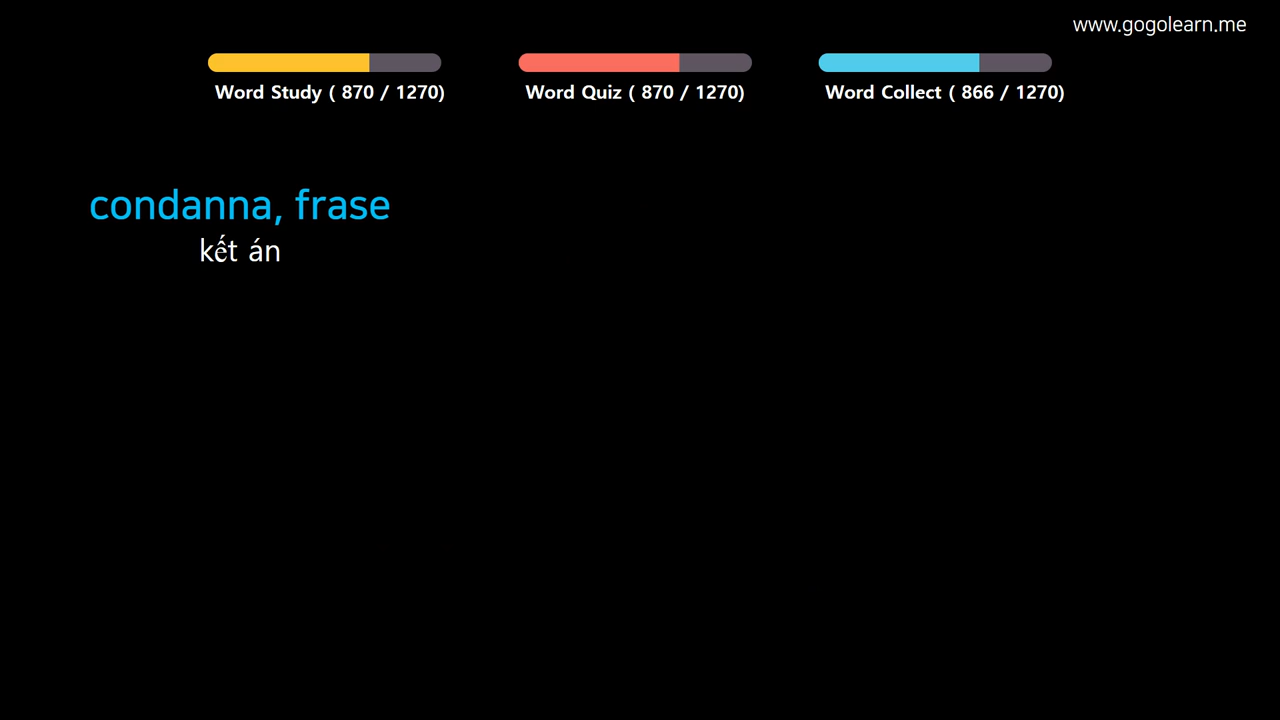 www.gogolearn.me
Word Study ( 870 / 1270)
Word Quiz ( 870 / 1270)
Word Collect ( 866 / 1270)
condanna, frase
kết án